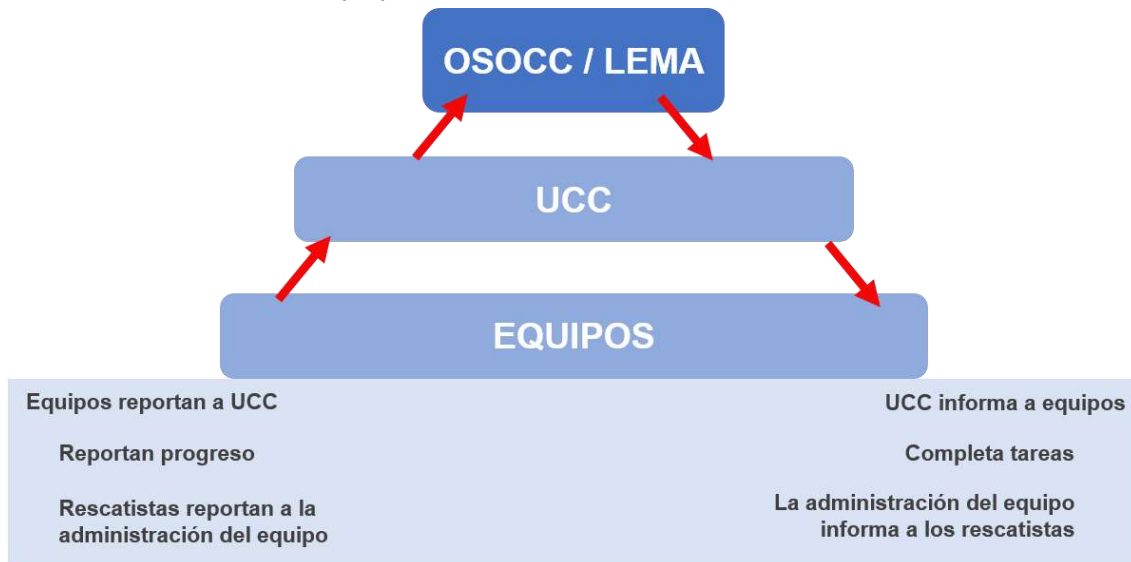 OSOCC / LEMA
UCC
EQUIPOS
Equipos reportan a UCC
UCC informa a equipos
Reportan progreso
Completa tareas
Rescatistas reportan a la
administración del equipo
La administración del equipo
informa a los rescatistas